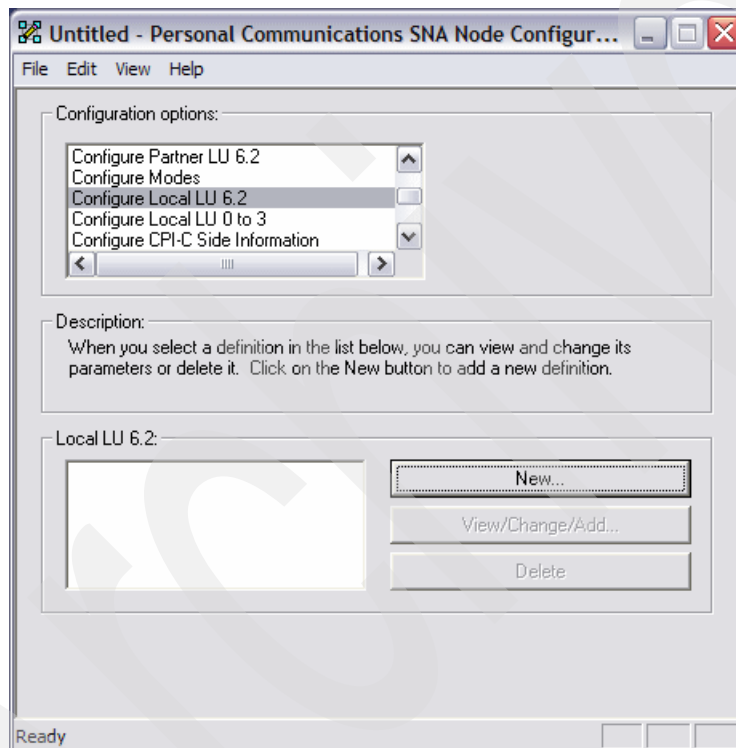 Untitled - Personal Communications SNA Node Configur...
File Edit View Help
Configuration options:
Configure Partner LU 6.2
Configure Modes
Configure Local LU 6.2
Configure Local LU 0 to 3
Configure CPI-C Side Information
Description:
When you select a definition in the list below, you can view and change its
parameters or delete it. Click on the New button to add a new definition.
Local LU 6.2:
New...
View/Change/Add...
Delete
Ready